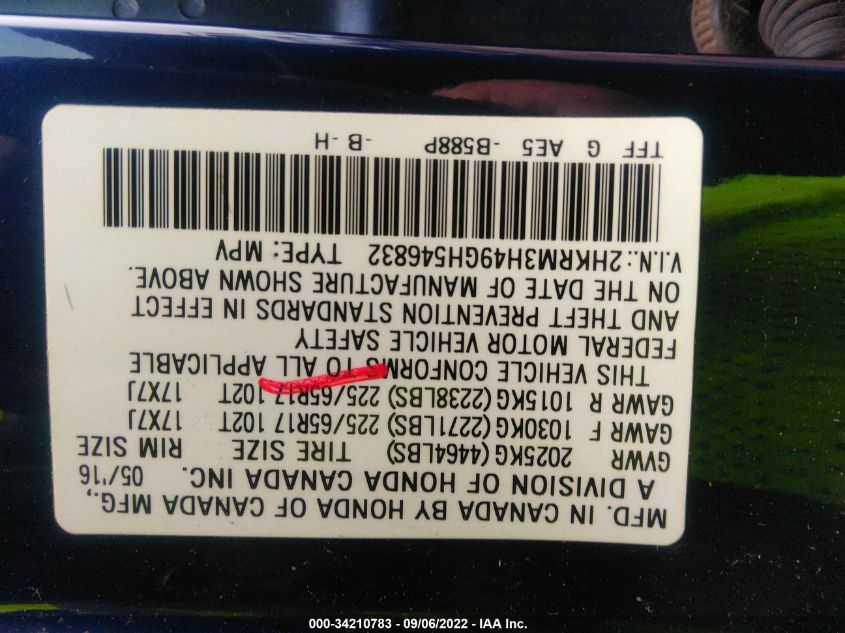 MFD. IN CANADA BY HONDA OF CANADA MFG.,
A DIVISION OF HONDA CANADA INC. 05/'16
GVWR 2025KG (4464LBS) TIRE SIZE RIM SIZE
GAWR F 1030KG (2271LBS) 225/65R17 102T 17X7J
GAWR R 1015KG (2238LBS) 225/65R17 102T 17X7J
THIS VEHICLE CONFORMS TO ALL APPLICABLE
FEDERAL MOTOR VEHICLE SAFETY
AND THEFT PREVENTION STANDARDS IN EFFECT
ON THE DATE OF MANUFACTURE SHOWN ABOVE.
V.I.N.: 2HKRM3H49GH546832 TYPE: MPV
TFF G AE5 -B588P -B -H
000-34210783 - 09/06/2022 - IAA Inc.